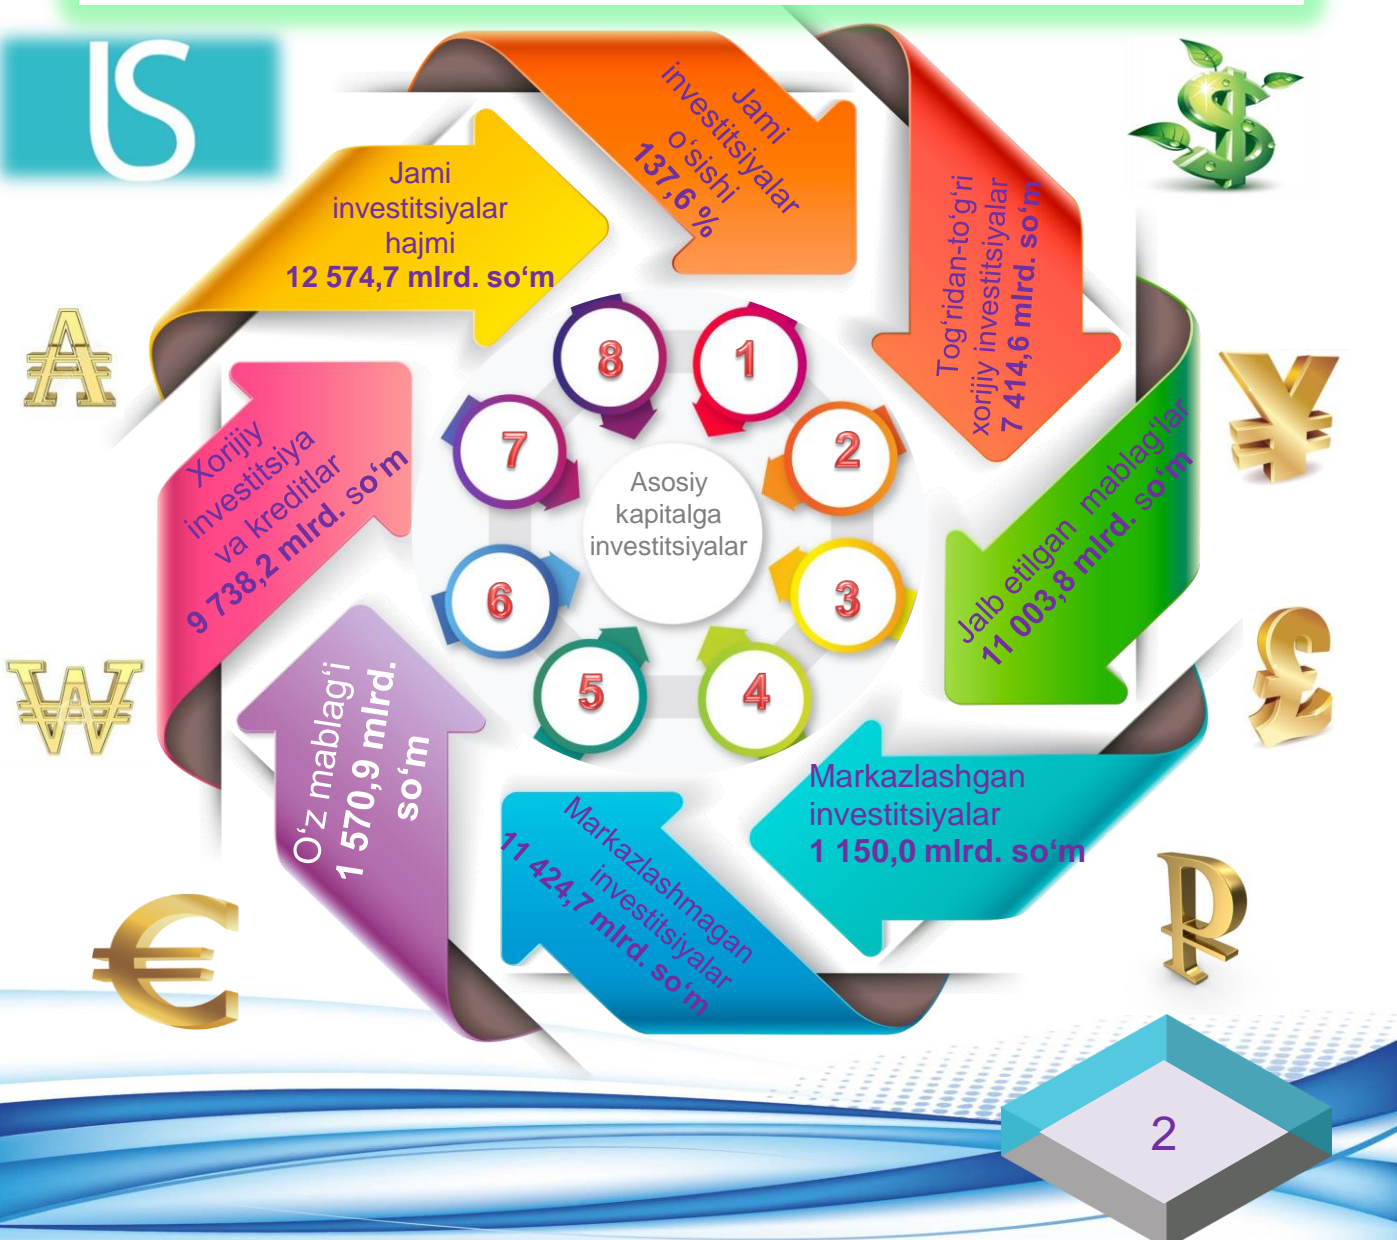 Jami
investitsiyalar
hajmi
12 574,7 mlrd. so‘m
Jami
investitsiyalar
o‘sishi
137,6 %
Tog‘ridan-to‘g‘ri
xorijiy investitsiyalar
7 414,6 mlrd. so‘m
Jalb etilgan mablag‘lar
11 003,8 mlrd. so‘m
Markazlashgan
investitsiyalar
1 150,0 mlrd. so‘m
Markazlashmagan
investitsiyalar
11 424,7 mlrd. so‘m
O‘z mablag‘i
1 570,9 mlrd.
so‘m
Xorijiy
investitsiya
va kreditlar
9 738,2 mlrd. so‘m
1
2
3
4
5
6
7
8
Asosiy
kapitalga
investitsiyalar
2